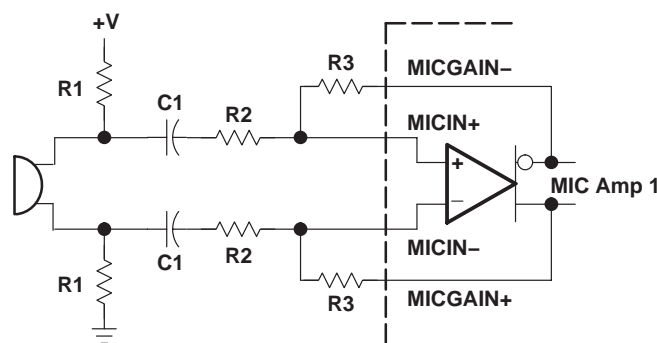 +V
R3
MICGAIN−
R1
C1
R2
MICIN+
+
MIC Amp 1
−
C1
R2
MICIN−
R1
R3
MICGAIN+